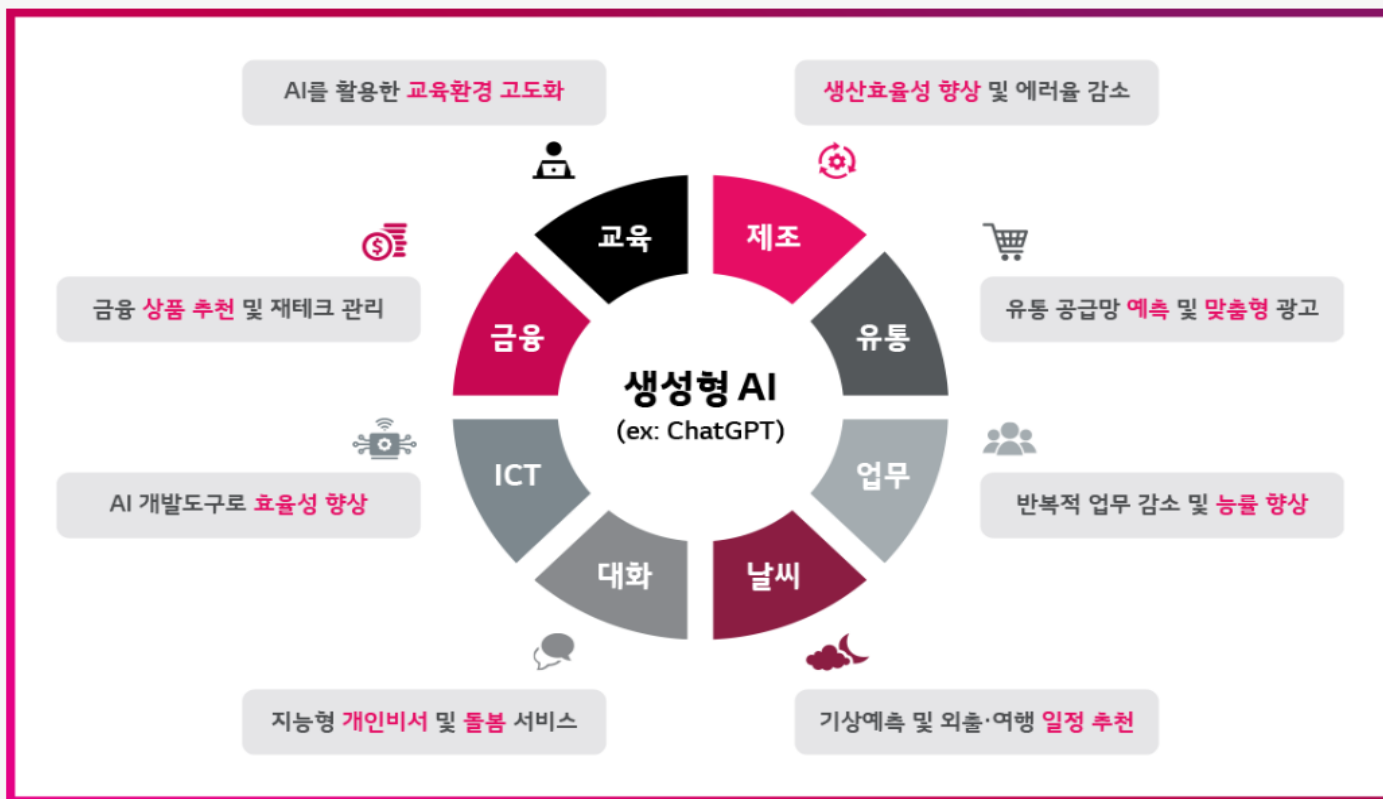 AI를 활용한 교육환경 고도화
생산효율성 향상 및 에러율 감소
교육
제조
금융 상품 추천 및 재테크 관리
금융
유통
유통 공급망 예측 및 맞춤형 광고
생성형 AI
(ex: ChatGPT)
AI 개발도구로 효율성 향상
ICT
업무
반복적 업무 감소 및 능률 향상
대화
날씨
지능형 개인비서 및 돌봄 서비스
기상예측 및 외출·여행 일정 추천